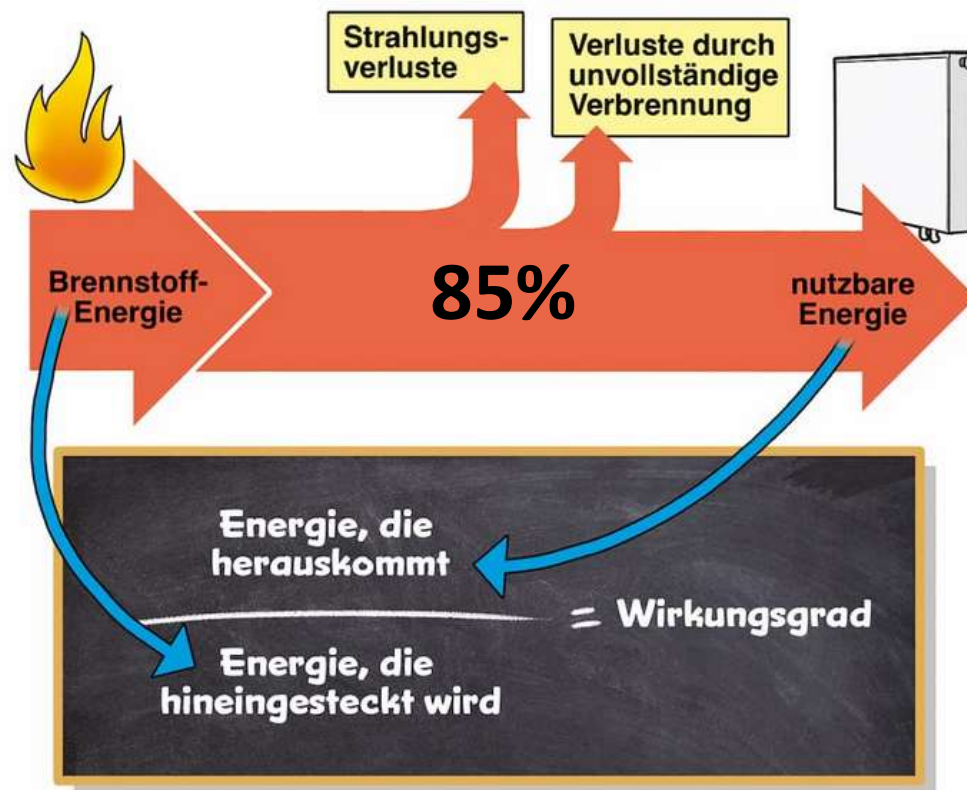 Strahlungs-
verluste
Verluste durch
unvollständige
Verbrennung
Brennstoff-
Energie
85%
nutzbare
Energie
Energie, die
herauskommt
= Wirkungsgrad
Energie, die
hineingesteckt wird